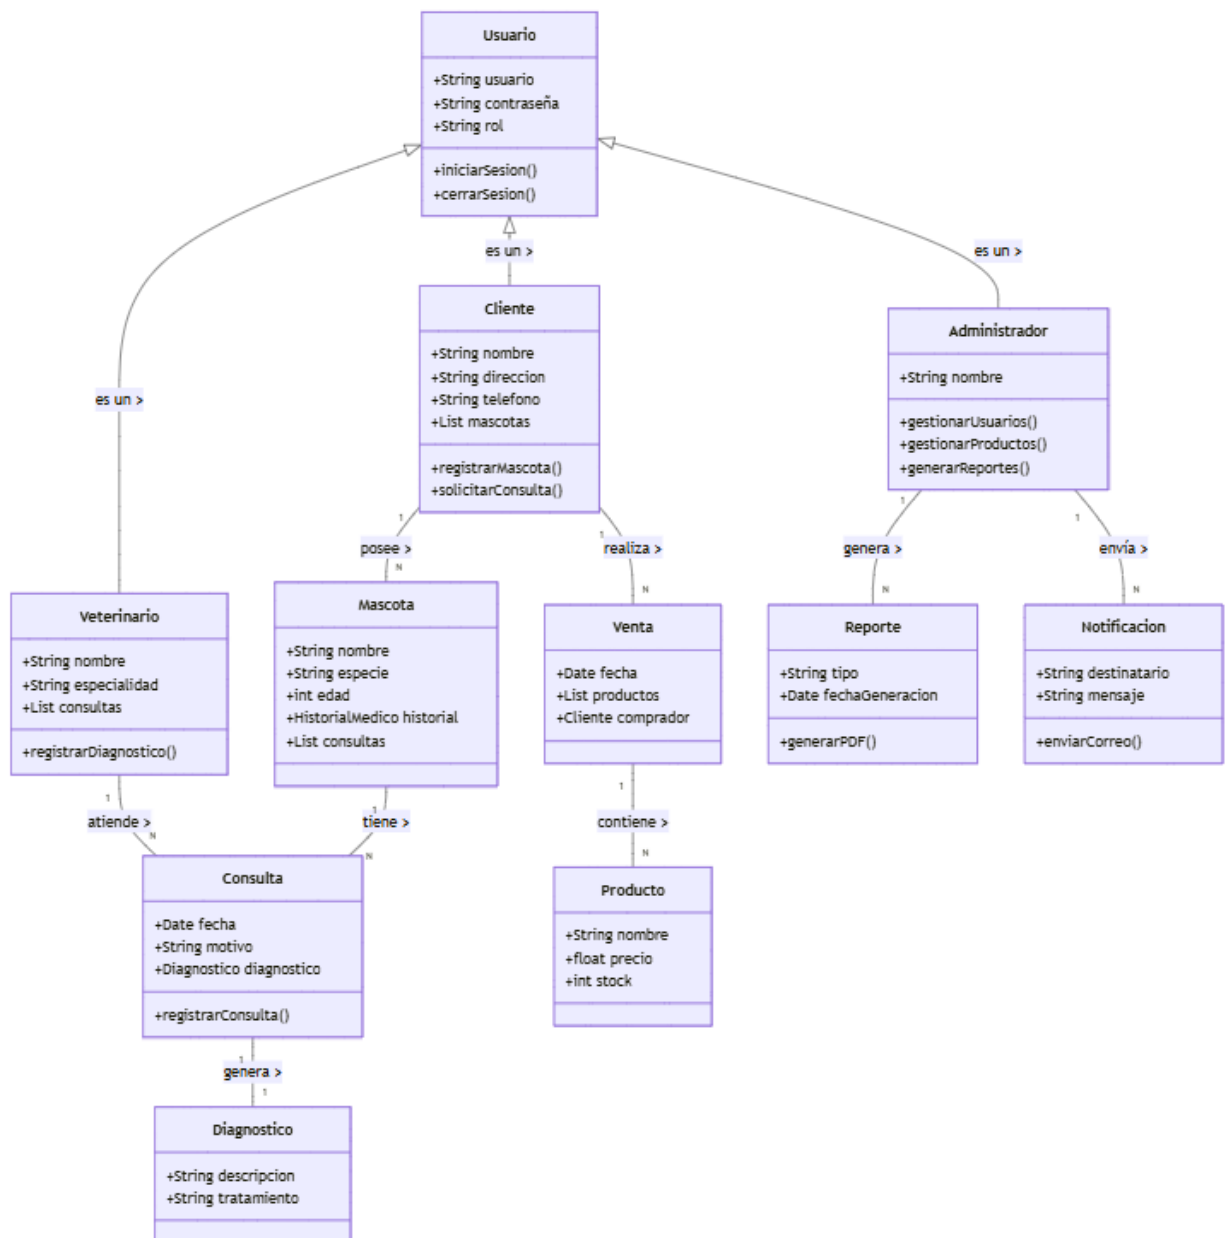 Usuario
+String usuario
+String contraseña
+String rol
+iniciarSesion()
+cerrarSesion()
es un >
es un >
es un >
Cliente
+String nombre
+String direccion
+String telefono
+List mascotas
+registrarMascota()
+solicitarConsulta()
Administrador
+String nombre
+gestionarUsuarios()
+gestionarProductos()
+generarReportes()
1
posee >
N
1
realiza >
N
1
genera >
N
1
envía >
N
Veterinario
+String nombre
+String especialidad
+List consultas
+registrarDiagnostico()
Mascota
+String nombre
+String especie
+int edad
+HistorialMedico historial
+List consultas
Venta
+Date fecha
+List productos
+Cliente comprador
Reporte
+String tipo
+Date fechaGeneracion
+generarPDF()
Notificacion
+String destinatario
+String mensaje
+enviarCorreo()
1
atiende >
N
1
tiene >
N
1
contiene >
N
Consulta
+Date fecha
+String motivo
+Diagnostico diagnostico
+registrarConsulta()
Producto
+String nombre
+float precio
+int stock
1
genera >
1
Diagnostico
+String descripcion
+String tratamiento